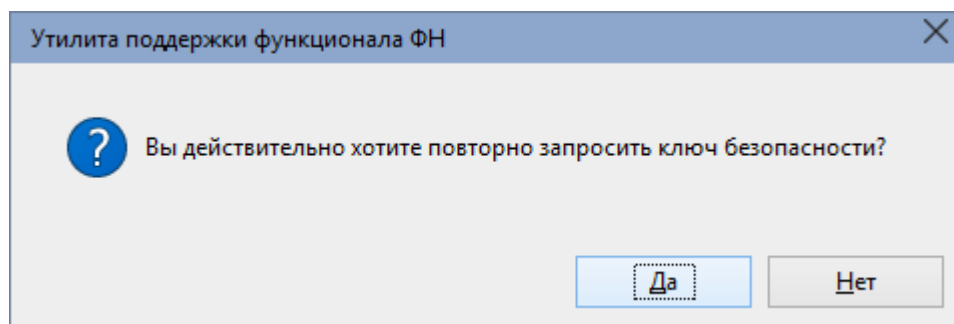 Утилита поддержки функционала ФН
Вы действительно хотите повторно запросить ключ безопасности?
Да
Нет